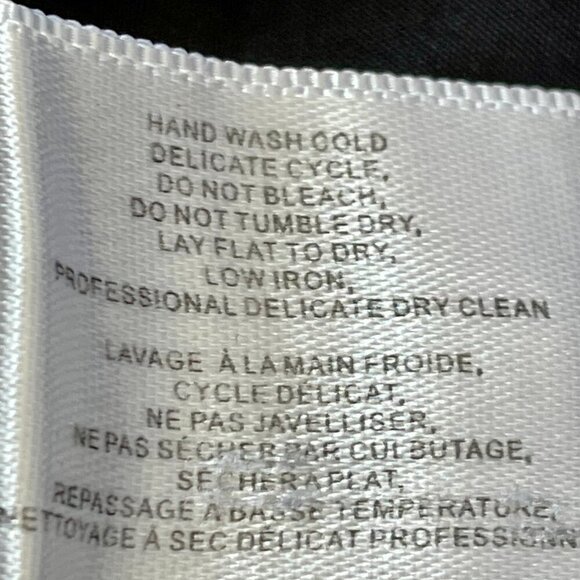 HAND WASH COLD
DELICATE CYCLE,
DO NOT BLEACH,
DO NOT TUMBLE DRY,
LAY FLAT TO DRY,
LOW IRON,
PROFESSIONAL DELICATE DRY CLEAN
LAVAGE À LA MAIN FROIDE,
CYCLE DÉLICAT,
NE PAS JAVELLISER,
NE PAS SÉCHER PAR CULBUTAGE,
SÉCHER À PLAT,
REPASSAGE À BASSE TEMPÉRATURE,
NETTOYAGE À SEC DÉLICAT PROFESSIONN